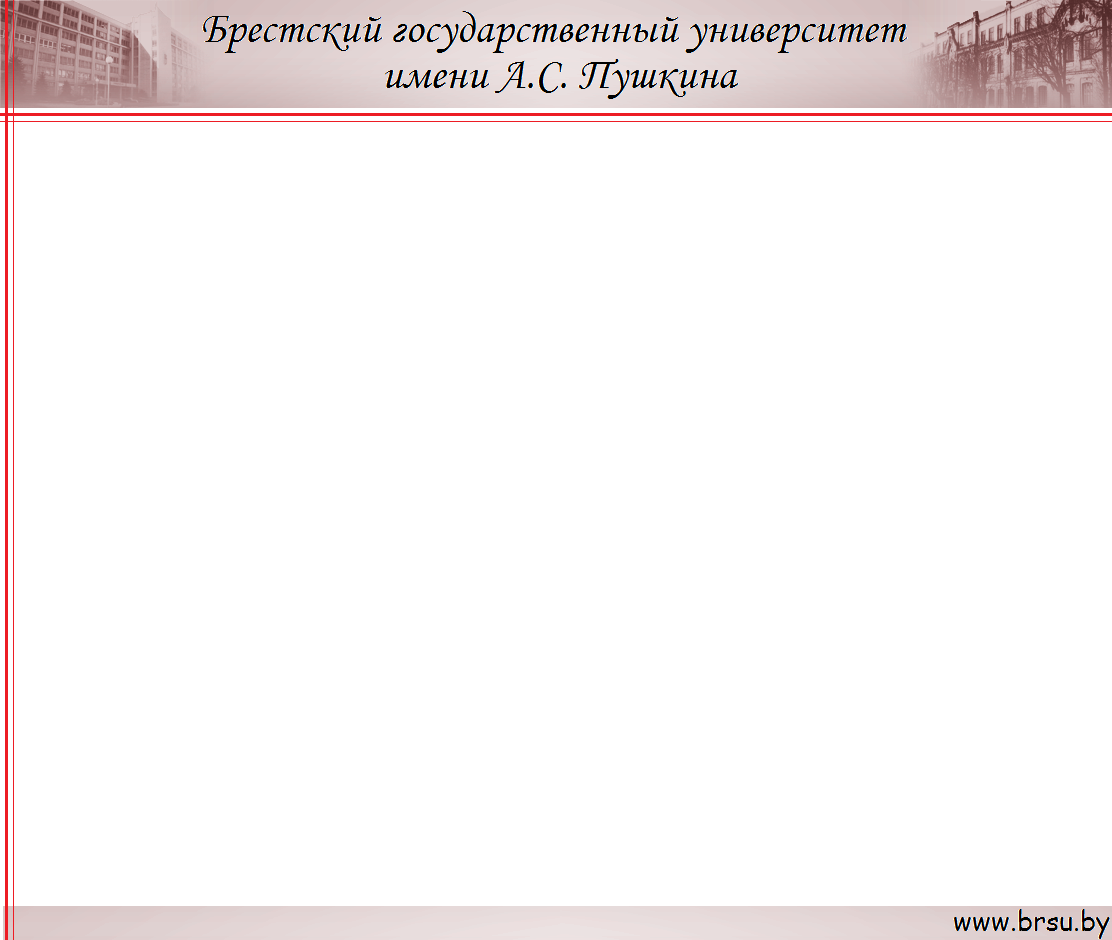 Брестский государственный университет
имени А.С. Пушкина
www.brsu.by